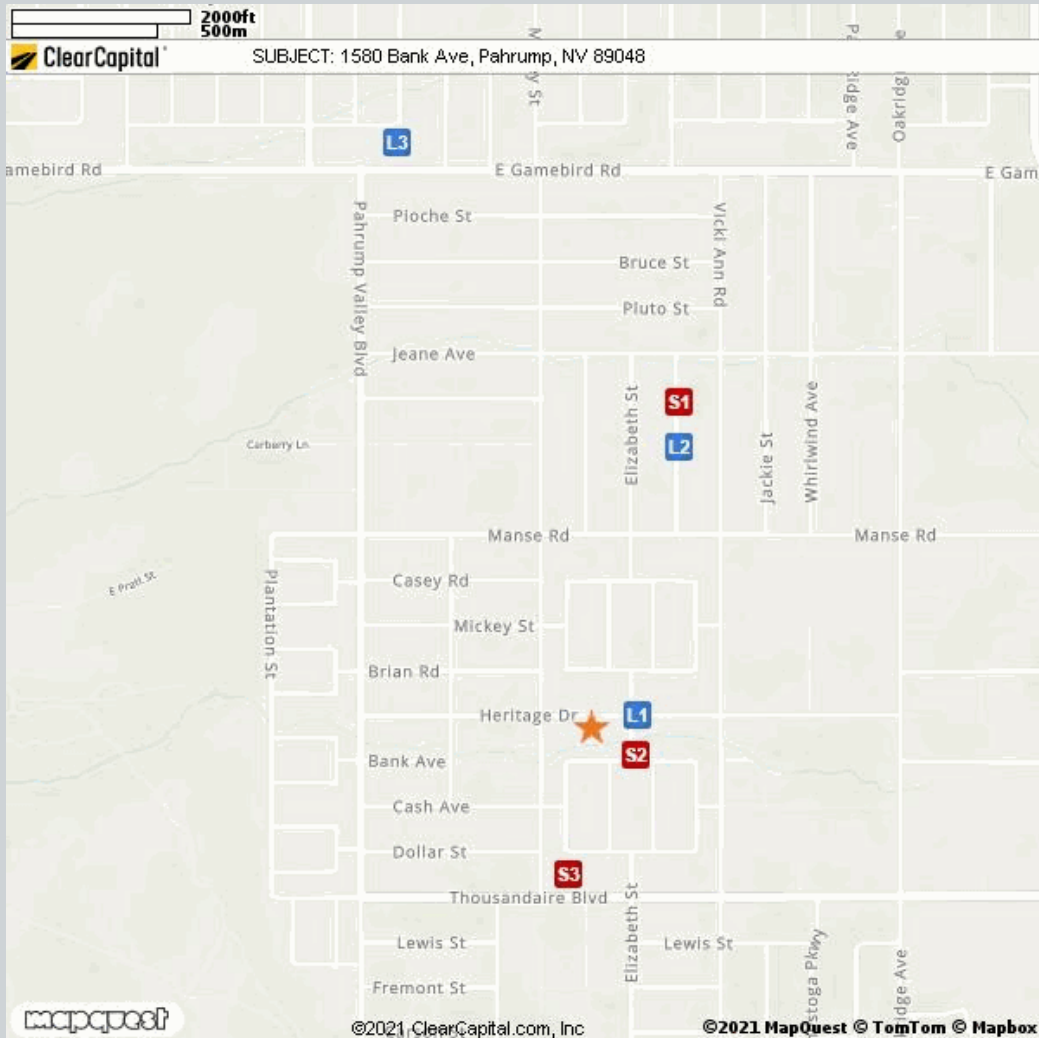 2000ft
500m
ClearCapital
SUBJECT: 1580 Bank Ave, Pahrump, NV 89048
Oakridge
L3
amebird Rd
E Gamebird Rd
E Gam
Pahrump Valley Blvd
Pioche St
Vicki Ann Rd
Bruce St
Pluto St
Jeane Ave
S1
Elizabeth St
Whirlwind Ave
Carberry Ln
L2
Jackie St
Manse Rd
Manse Rd
E Pratt St
Plantation St
Casey Rd
Mickey St
Brian Rd
Heritage Dr
L1
S2
Bank Ave
Cash Ave
Dollar St
S3
Thousandaire Blvd
Elizabeth St
Lewis St
Lewis St
stoga Pkwy
ridge Ave
Fremont St
mapquest
©2021 ClearCapital.com, Inc
©2021 MapQuest © TomTom © Mapbox